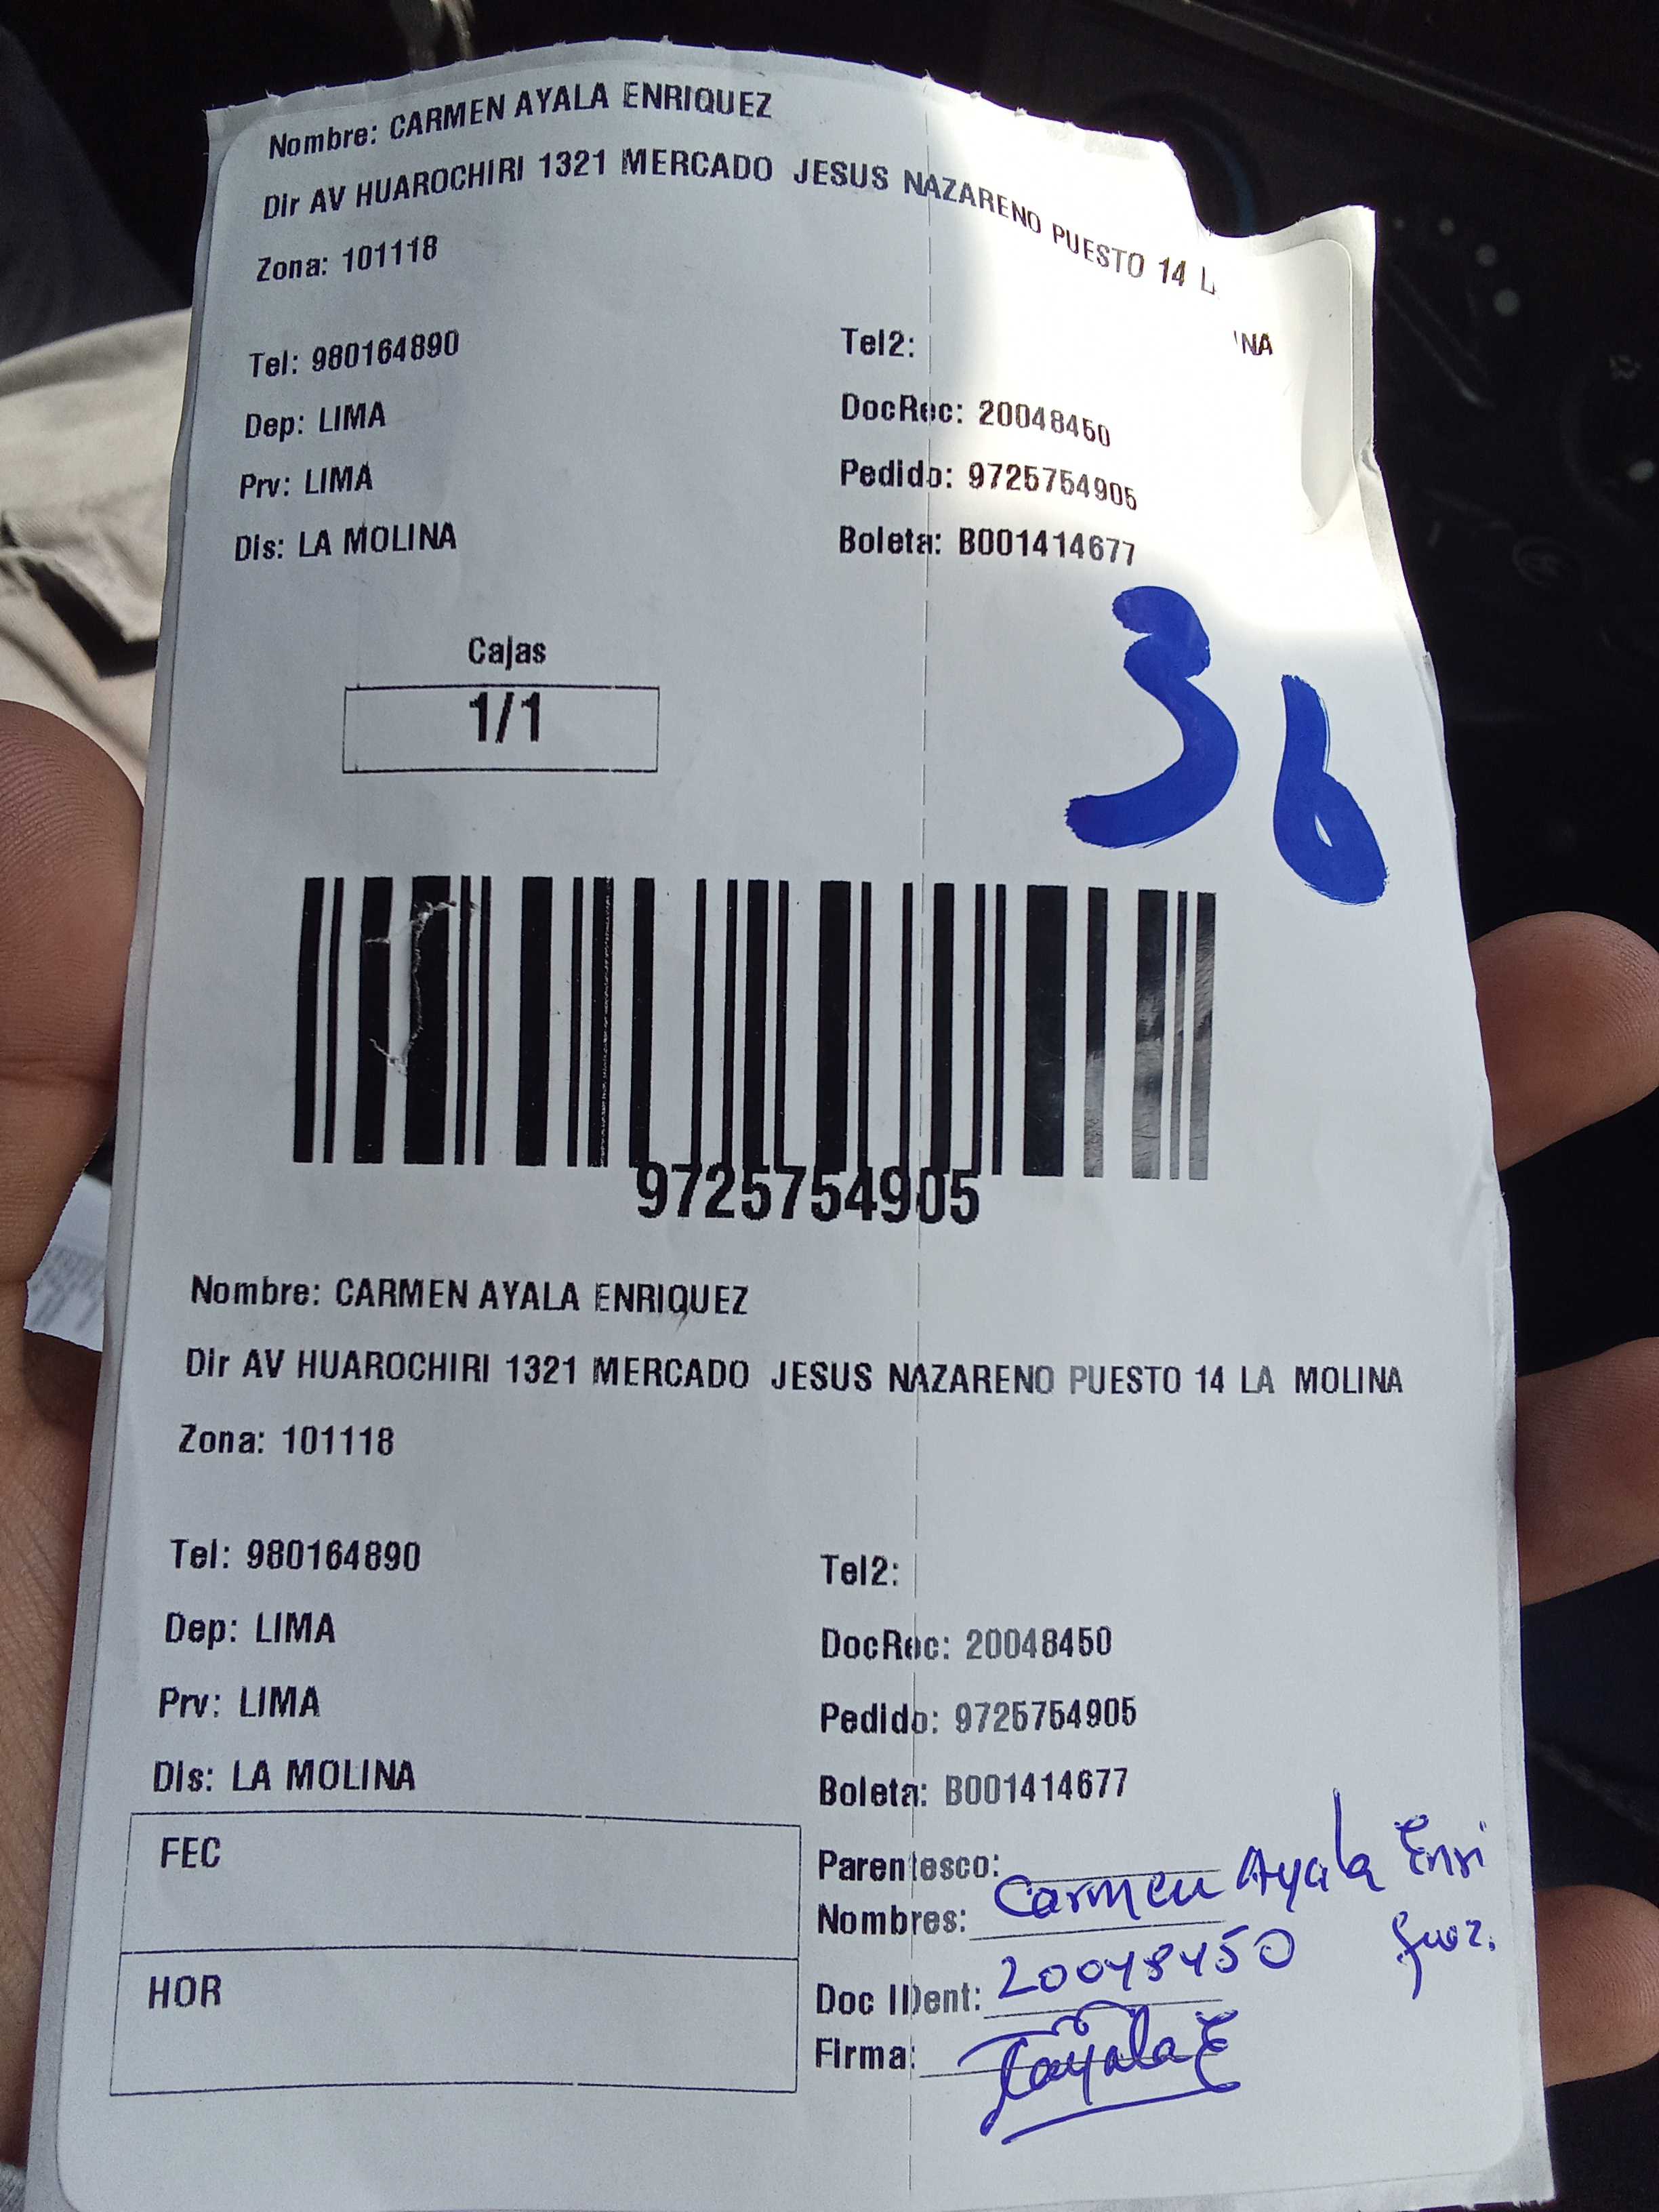 Nombre: CARMEN AYALA ENRIQUEZ
Dir AV HUAROCHIRI 1321 MERCADO JESUS NAZARENO PUESTO 14 L
NA
Zona: 101118
Tel: 980164890 Tel2:
Dep: LIMA DocRec: 20048450
Prv: LIMA Pedido: 9725754905
Dis: LA MOLINA Boleta: B001414677
Cajas
1/1
36
9725754905
Nombre: CARMEN AYALA ENRIQUEZ
Dir AV HUAROCHIRI 1321 MERCADO JESUS NAZARENO PUESTO 14 LA MOLINA
Zona: 101118
Tel: 980164890 Tel2:
Dep: LIMA DocRec: 20048450
Prv: LIMA Pedido: 9725754905
Dis: LA MOLINA Boleta: B001414677
FEC
HOR
Parentesco:
Nombres: Carmen Ayala Enri
quez.
Doc IDent: 20048450
Firma: CayalaE